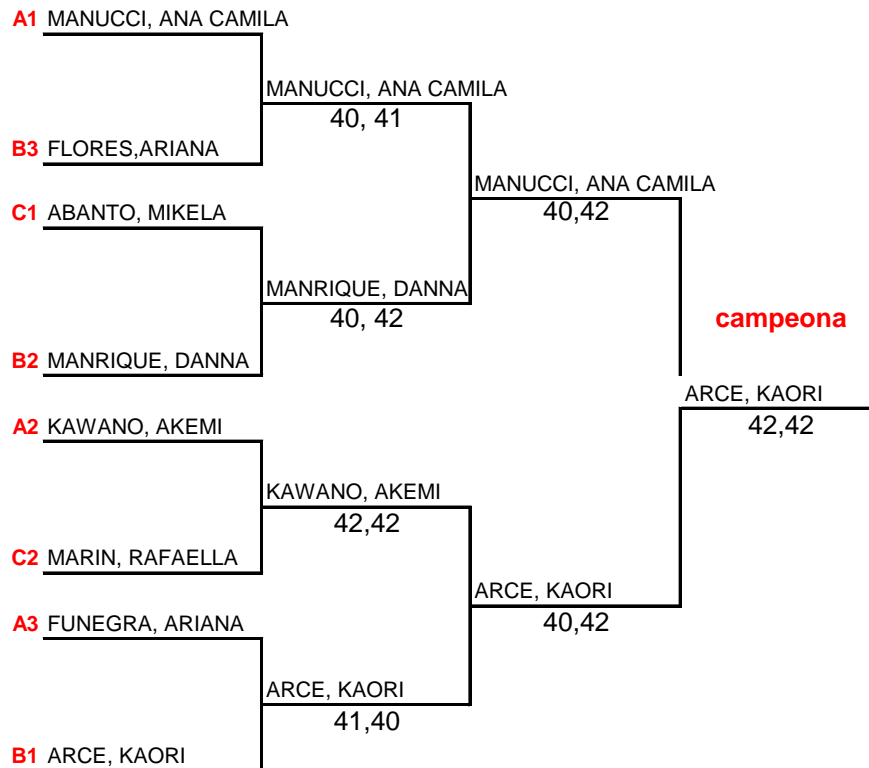 A1 MANUCCI, ANA CAMILA
MANUCCI, ANA CAMILA
40, 41
B3 FLORES,ARIANA
MANUCCI, ANA CAMILA
40,42
C1 ABANTO, MIKELA
MANRIQUE, DANNA
40, 42
campeona
B2 MANRIQUE, DANNA
ARCE, KAORI
42,42
A2 KAWANO, AKEMI
KAWANO, AKEMI
42,42
C2 MARIN, RAFAELLA
ARCE, KAORI
40,42
A3 FUNEGRA, ARIANA
ARCE, KAORI
41,40
B1 ARCE, KAORI